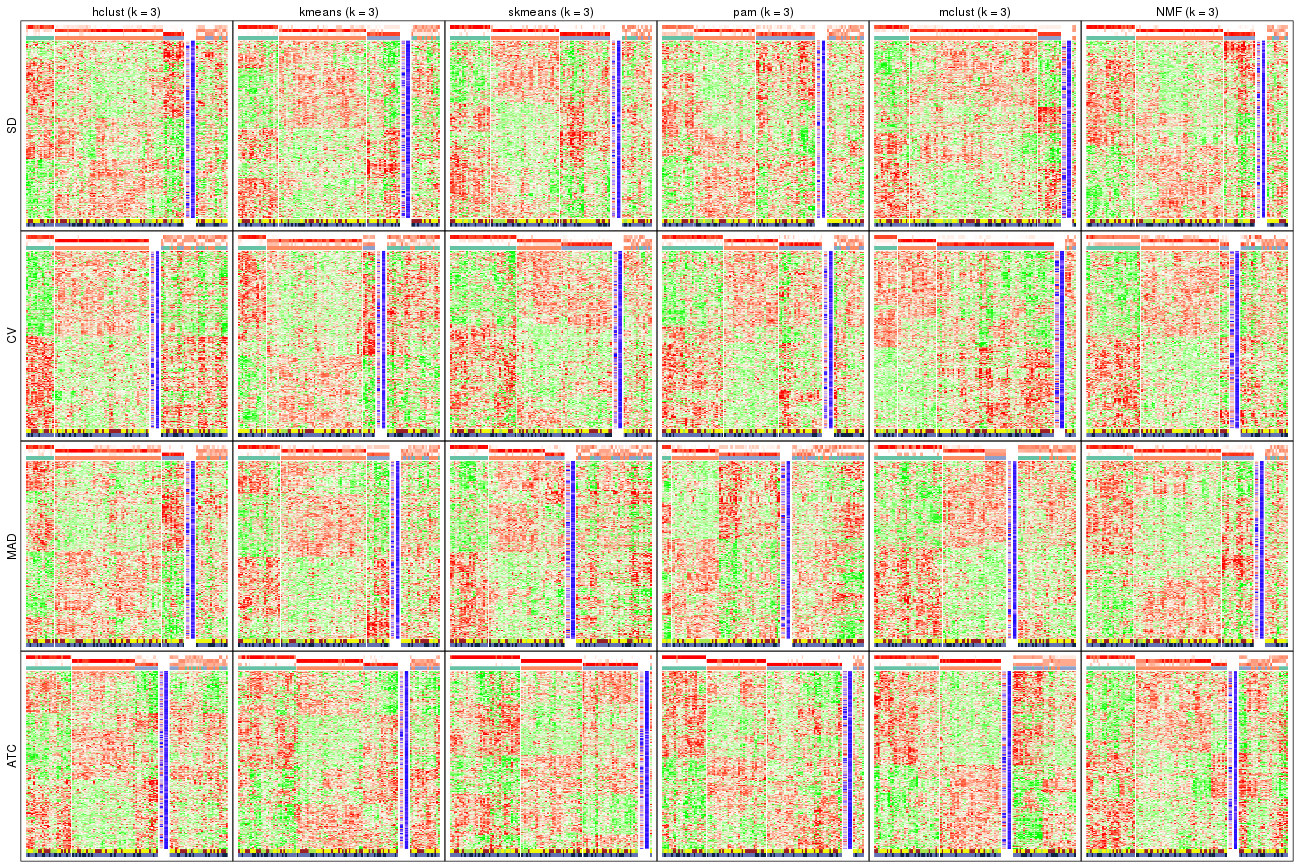 hclust (k = 3) kmeans (k = 3) skmeans (k = 3) pam (k = 3) mclust (k = 3) NMF (k = 3)
SD
CV
MAD
ATC